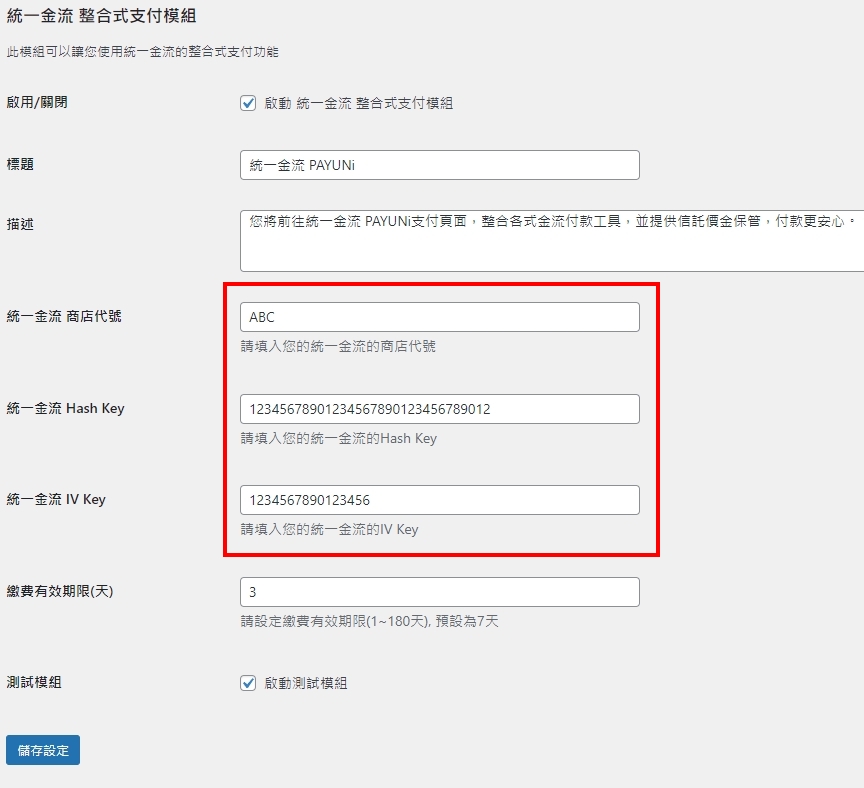 統一金流 整合式支付模組
此模組可以讓您使用統一金流的整合式支付功能
啟用/關閉
啟動 統一金流 整合式支付模組
標題
統一金流 PAYUNi
描述
您將前往統一金流 PAYUNi支付頁面，整合各式金流付款工具，並提供信託價金保管，付款更安心。
統一金流 商店代號
ABC
請填入您的統一金流的商店代號
統一金流 Hash Key
12345678901234567890123456789012
請填入您的統一金流的Hash Key
統一金流 IV Key
1234567890123456
請填入您的統一金流的IV Key
繳費有效期限(天)
3
請設定繳費有效期限(1~180天), 預設為7天
測試模組
啟動測試模組
儲存設定